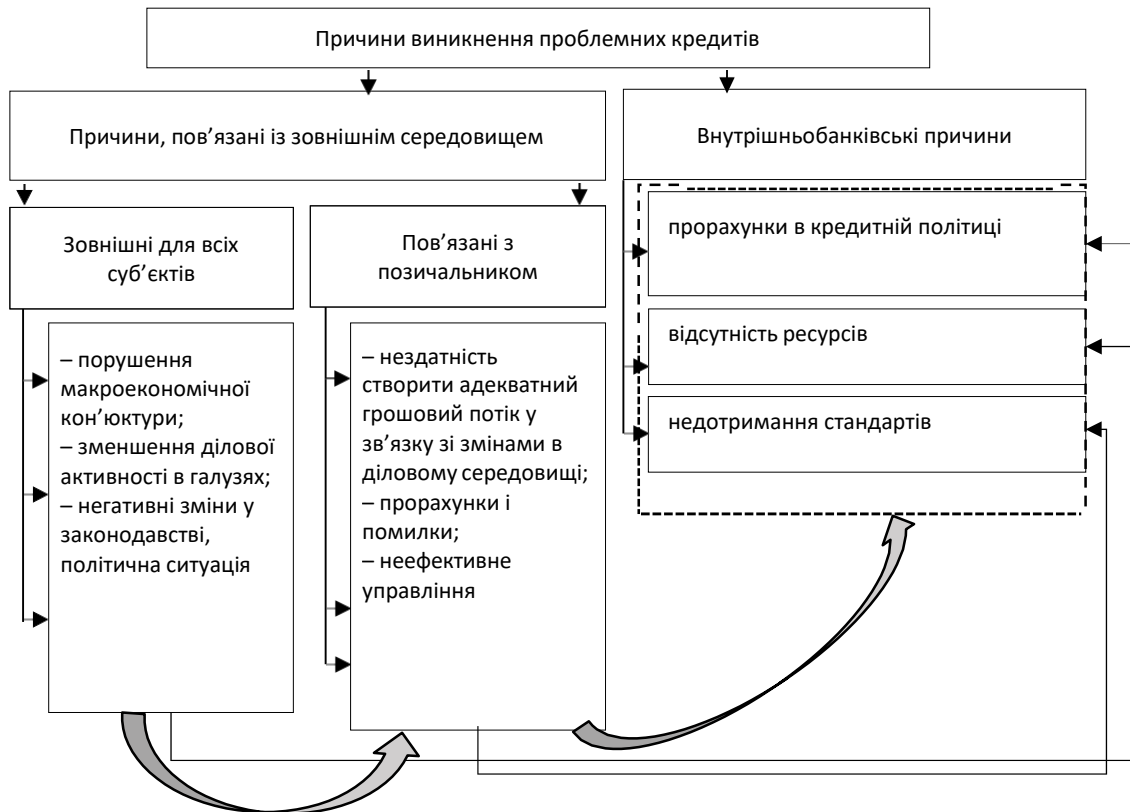 Причини виникнення проблемних кредитів
Причини, пов’язані із зовнішнім середовищем
Внутрішньобанківські причини
Зовнішні для всіх
суб’єктів
Пов’язані з
позичальником
– порушення
макроекономічної
кон’юктури;
– зменшення ділової
активності в галузях;
– негативні зміни у
законодавстві,
політична ситуація
– нездатність
створити адекватний
грошовий потік у
зв’язку зі змінами в
діловому середовищі;
– прорахунки і
помилки;
– неефективне
управління
прорахунки в кредитній політиці
відсутність ресурсів
недотримання стандартів